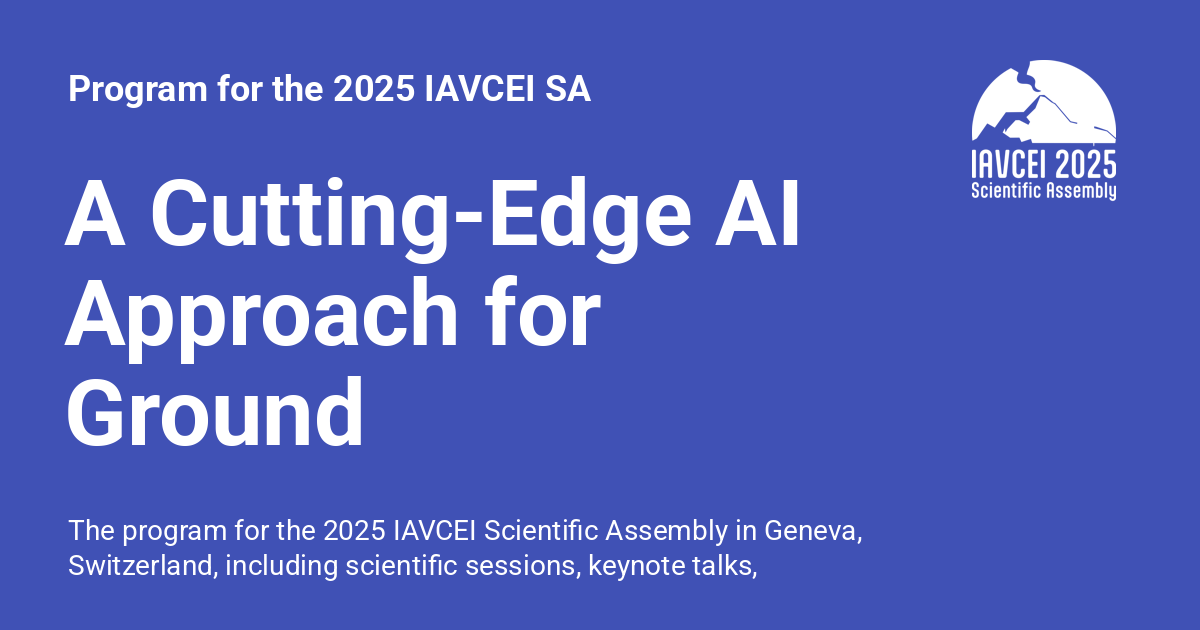 Program for the 2025 IAVCEI SA
IAVCEI 2025
Scientific Assembly
A Cutting-Edge AI
Approach for
Ground
The program for the 2025 IAVCEI Scientific Assembly in Geneva,
Switzerland, including scientific sessions, keynote talks,